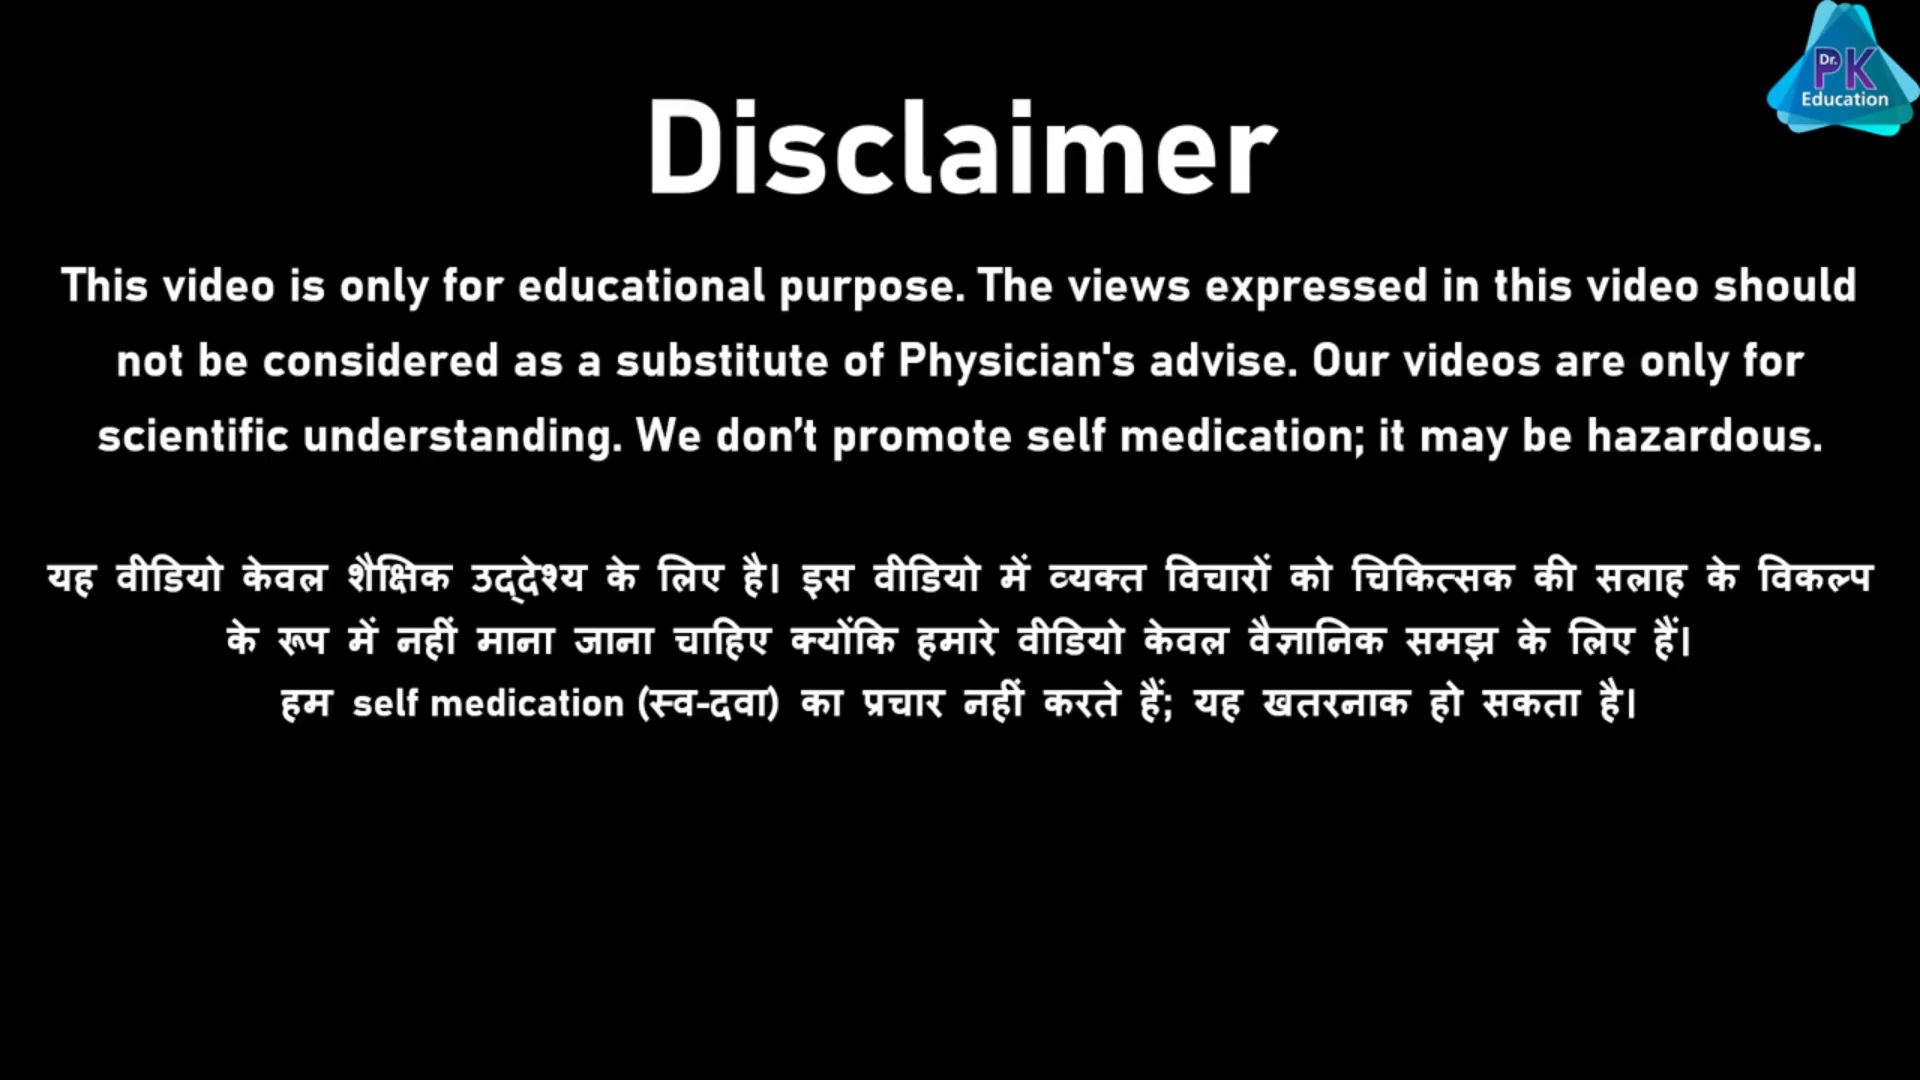 Dr.
PK
Education
Disclaimer
This video is only for educational purpose. The views expressed in this video should
not be considered as a substitute of Physician's advise. Our videos are only for
scientific understanding. We don’t promote self medication; it may be hazardous.
यह वीडियो केवल शैक्षिक उद्देश्य के लिए है। इस वीडियो में व्यक्त विचारों को चिकित्सक की सलाह के विकल्प
के रूप में नहीं माना जाना चाहिए क्योंकि हमारे वीडियो केवल वैज्ञानिक समझ के लिए हैं।
हम self medication (स्व-दवा) का प्रचार नहीं करते हैं; यह खतरनाक हो सकता है।